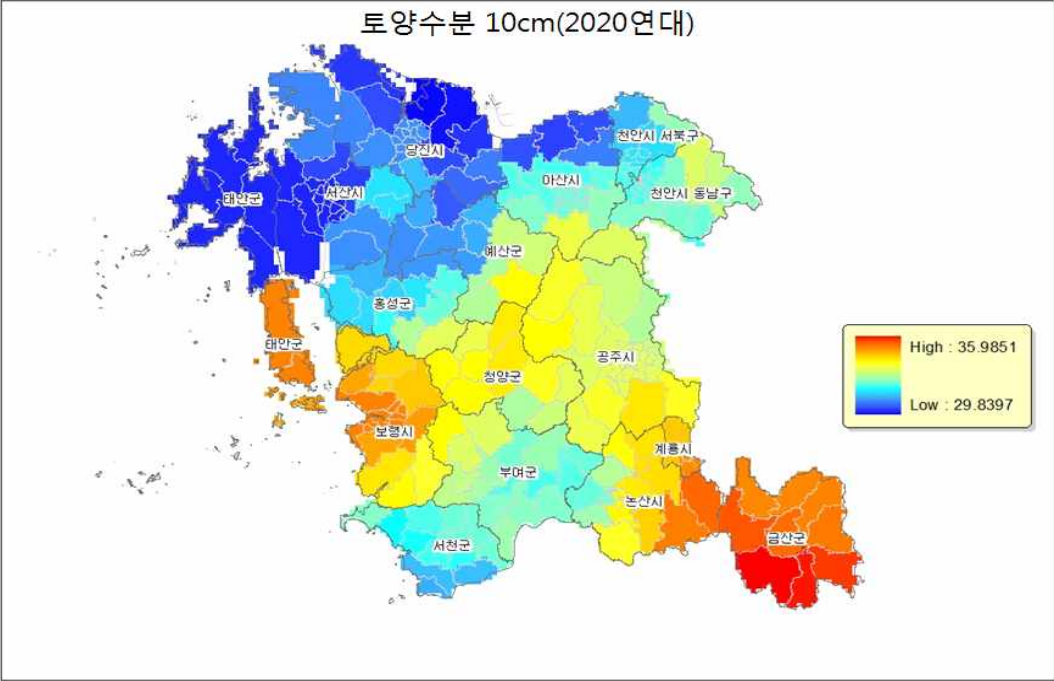 토양수분 10cm(2020연대)
천안시 서북구
당진시
아산시
태안군
서산시
천안시 동남구
예산군
홍성군
태안군
공주시
청양군
High : 35.9851
Low : 29.8397
보령시
계룡시
부여군
논산시
서천군
금산군